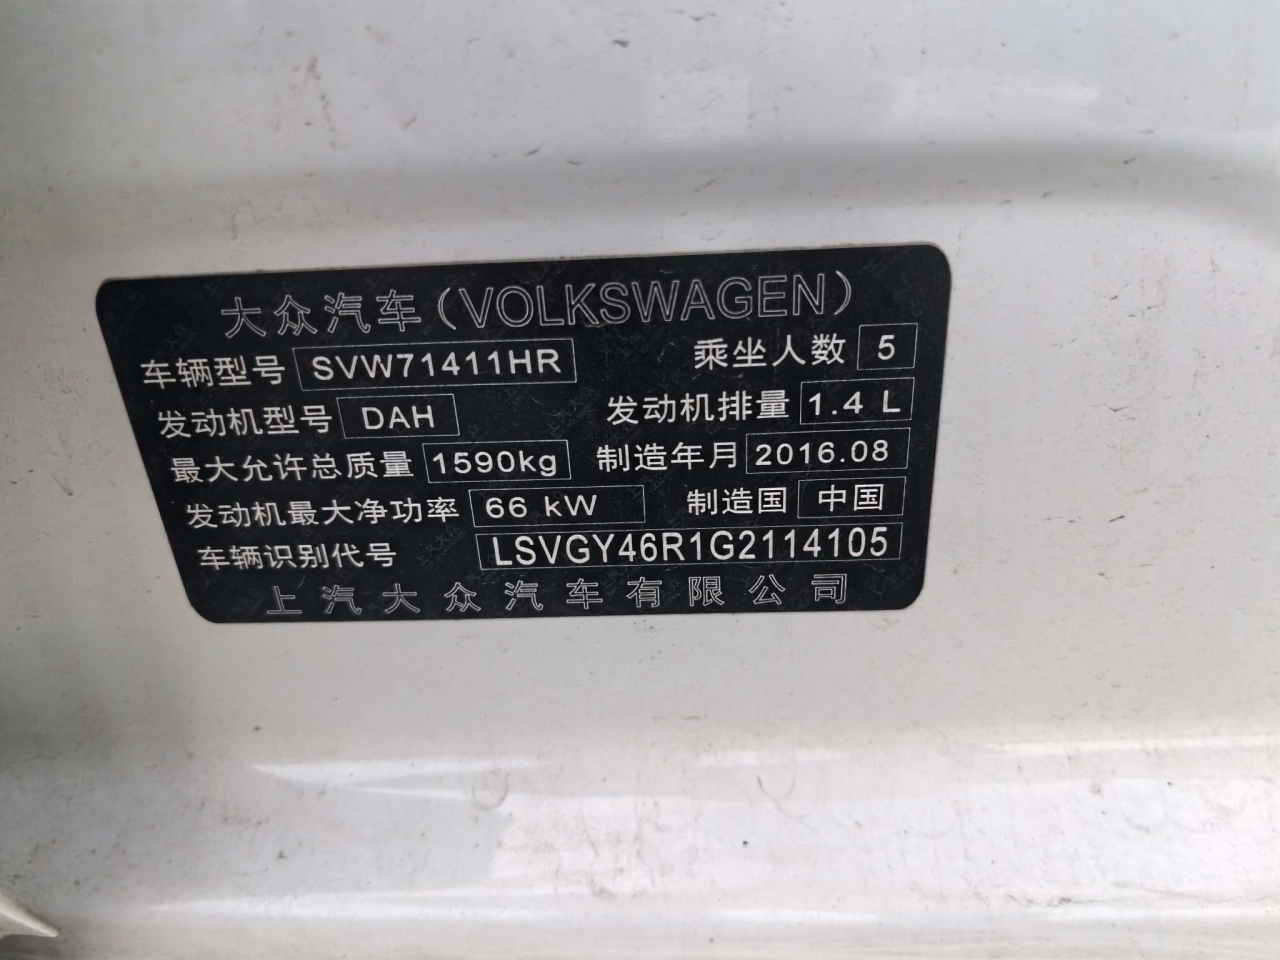 大众汽车(VOLKSWAGEN)
车辆型号 SVW71411HR 乘坐人数 5
发动机型号 DAH 发动机排量 1.4 L
最大允许总质量 1590kg 制造年月 2016.08
发动机最大净功率 66 kW 制造国 中国
车辆识别代号 LSVGY46R1G2114105
上汽大众汽车有限公司